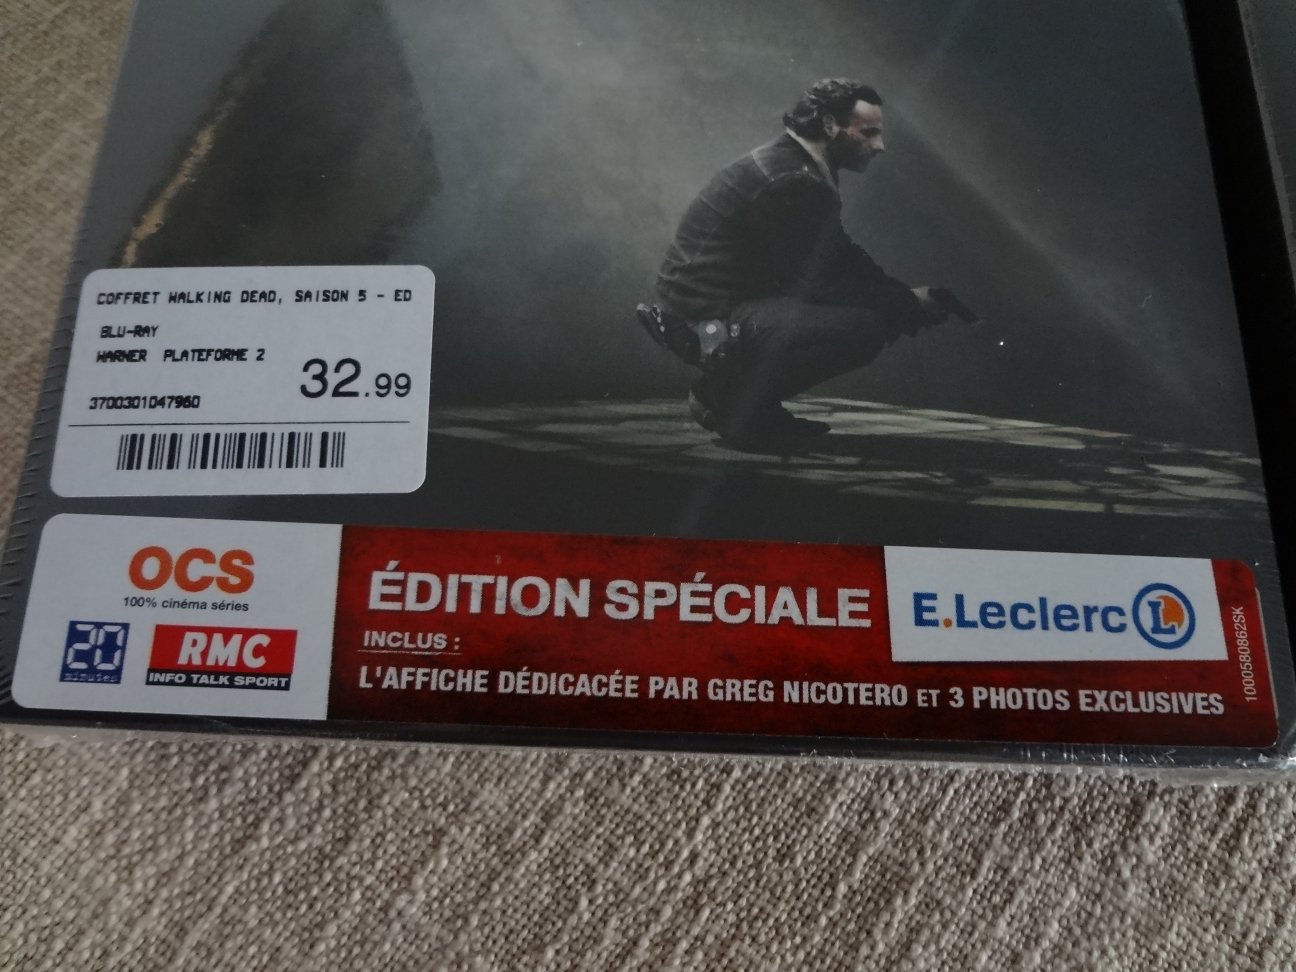 COFFRET WALKING DEAD, SAISON 5 - ED
BLU-RAY
WARNER PLATEFORME 2
32.99
3700301047960
OCS
100% cinéma séries
20
minutes
RMC
INFO TALK SPORT
ÉDITION SPÉCIALE
INCLUS :
L'AFFICHE DÉDICACÉE PAR GREG NICOTERO ET 3 PHOTOS EXCLUSIVES
E.Leclerc L
1000580862SK